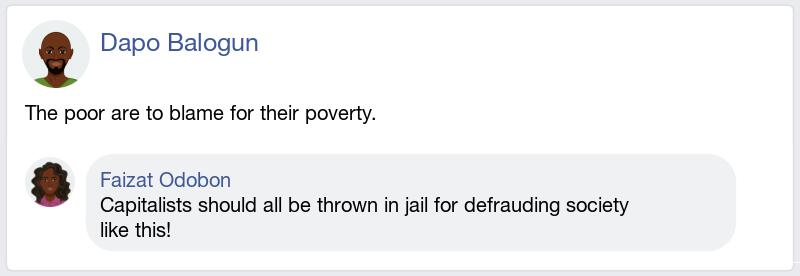 Dapo Balogun
The poor are to blame for their poverty.
Faizat Odobon
Capitalists should all be thrown in jail for defrauding society
like this!